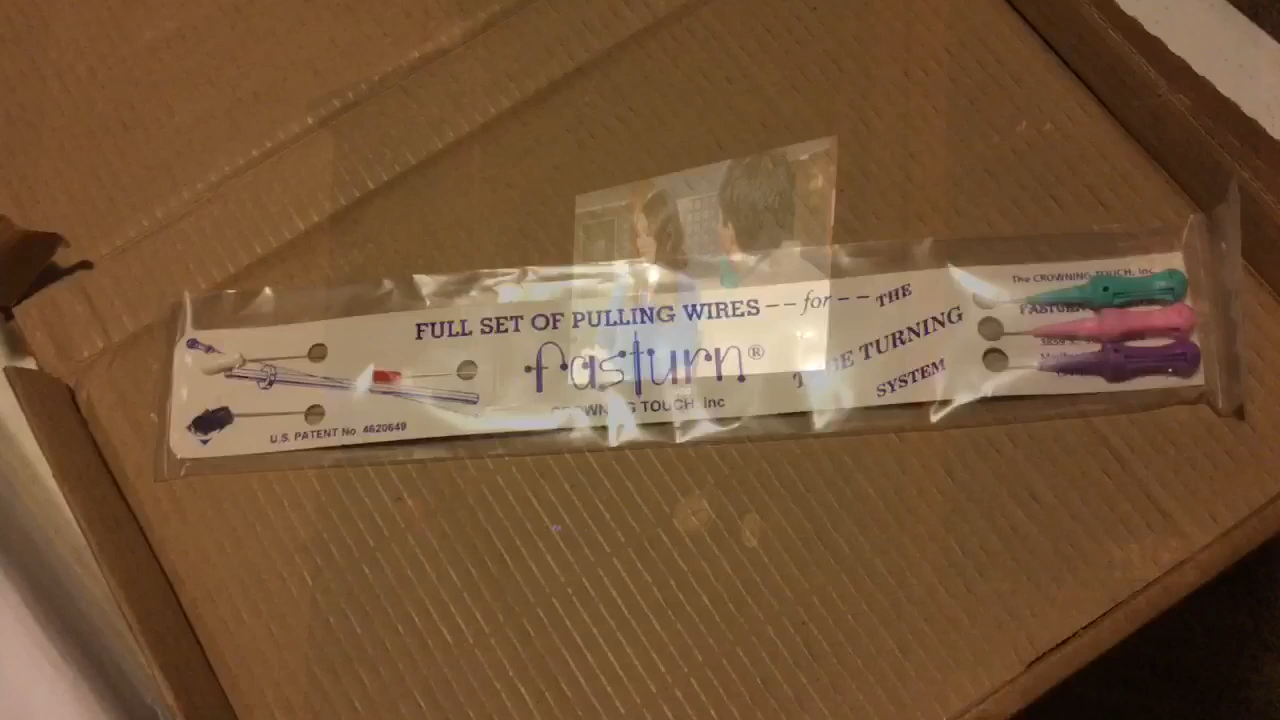 FULL SET OF PULLING WIRES -- for -- THE
fasturn®
TURNING
SYSTEM
CROWNING TOUCH, Inc
U.S. PATENT No. 4620649
The CROWNING TOUCH, Inc
FASTURN